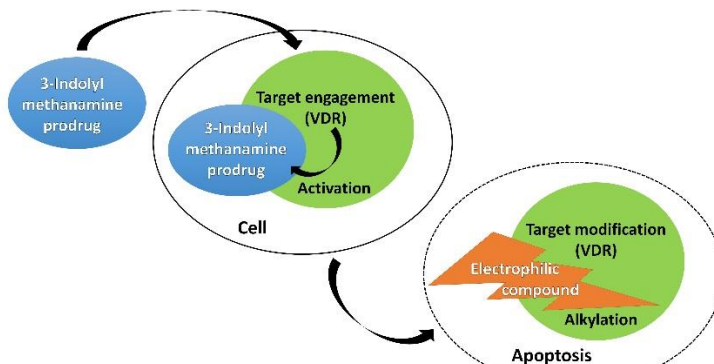 3-Indolyl
methanamine
prodrug
Target engagement
(VDR)
3-Indolyl
methanamine
prodrug
Activation
Cell
Target modification
(VDR)
Electrophilic
compound
Alkylation
Apoptosis